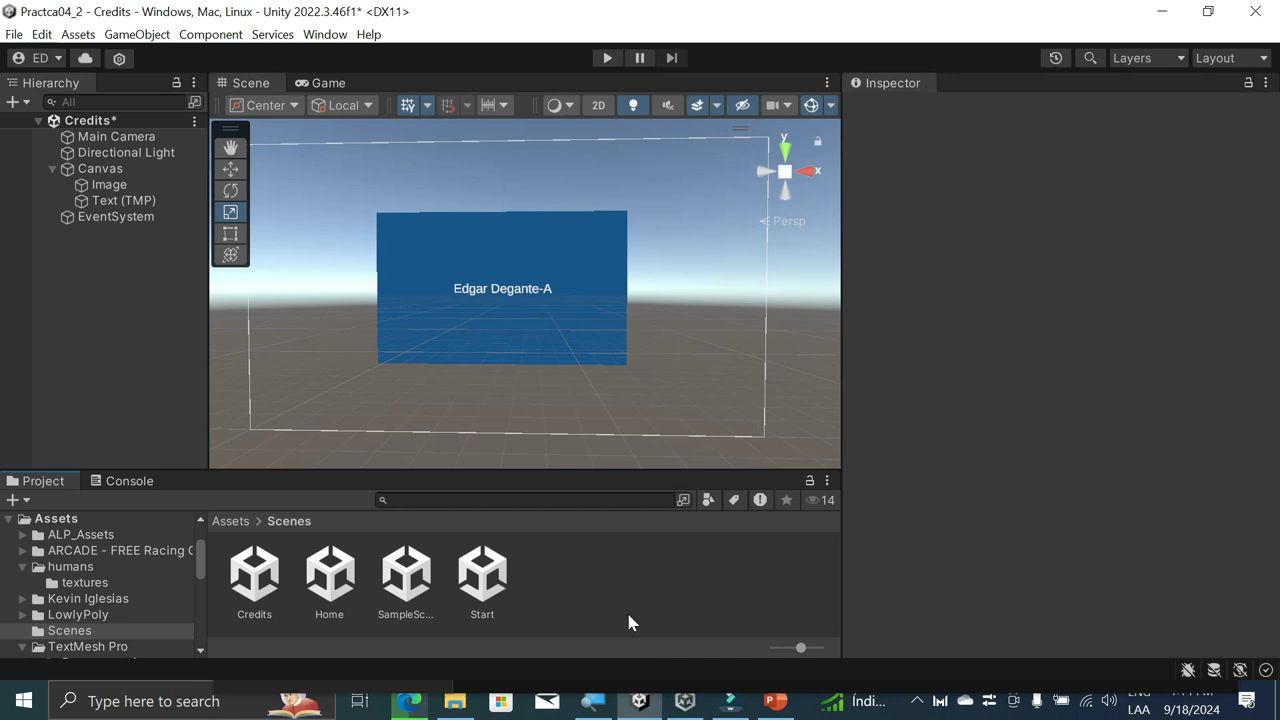 Practca04_2 - Credits - Windows, Mac, Linux - Unity 2022.3.46f1* <DX11>
File Edit Assets GameObject Component Services Window Help
ED Layers Layout
Hierarchy Scene Game Inspector
All Center Local 2D
Credits*
Main Camera
Directional Light
Canvas
Image
Text (TMP)
EventSystem
y
x
Persp
Edgar Degante-A
Project Console
14
Assets Assets > Scenes
ALP_Assets
ARCADE - FREE Racing
humans
textures
Kevin Iglesias
LowlyPoly
Scenes
TextMesh Pro
Credits Home SampleSc... Start
Type here to search Índi...
LAA 9/18/2024